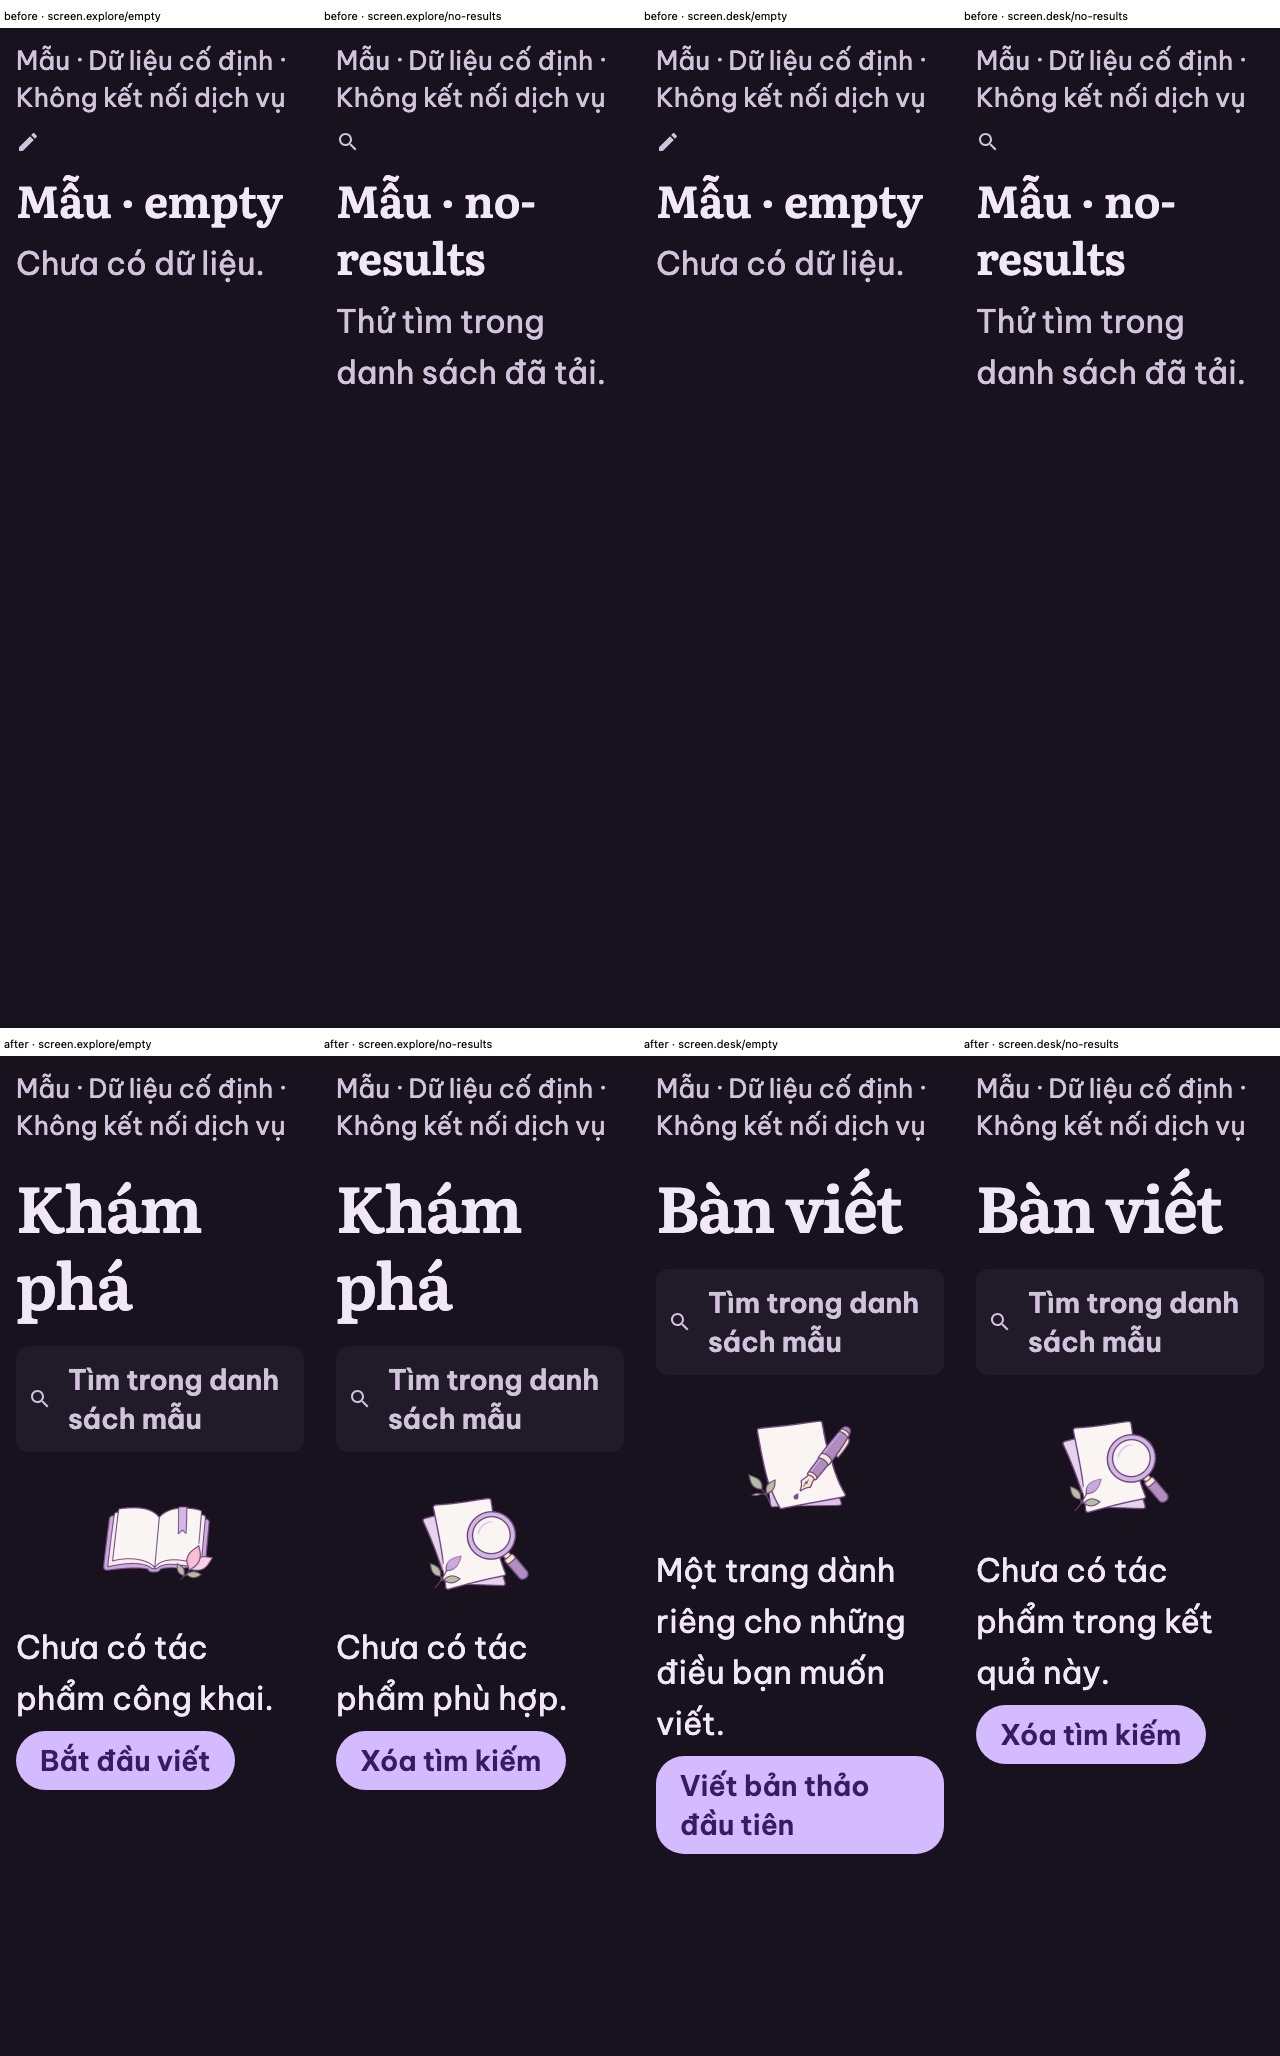 before · screen.explore/empty
Mẫu · Dữ liệu cố định ·
Không kết nối dịch vụ
Mẫu · empty
Chưa có dữ liệu.
before · screen.explore/no-results
Mẫu · Dữ liệu cố định ·
Không kết nối dịch vụ
Mẫu · no-
results
Thử tìm trong
danh sách đã tải.
before · screen.desk/empty
Mẫu · Dữ liệu cố định ·
Không kết nối dịch vụ
Mẫu · empty
Chưa có dữ liệu.
before · screen.desk/no-results
Mẫu · Dữ liệu cố định ·
Không kết nối dịch vụ
Mẫu · no-
results
Thử tìm trong
danh sách đã tải.
after · screen.explore/empty
Mẫu · Dữ liệu cố định ·
Không kết nối dịch vụ
Khám
phá
Tìm trong danh
sách mẫu
Chưa có tác
phẩm công khai.
Bắt đầu viết
after · screen.explore/no-results
Mẫu · Dữ liệu cố định ·
Không kết nối dịch vụ
Khám
phá
Tìm trong danh
sách mẫu
Chưa có tác
phẩm phù hợp.
Xóa tìm kiếm
after · screen.desk/empty
Mẫu · Dữ liệu cố định ·
Không kết nối dịch vụ
Bàn viết
Tìm trong danh
sách mẫu
Một trang dành
riêng cho những
điều bạn muốn
viết.
Viết bản thảo
đầu tiên
after · screen.desk/no-results
Mẫu · Dữ liệu cố định ·
Không kết nối dịch vụ
Bàn viết
Tìm trong danh
sách mẫu
Chưa có tác
phẩm trong kết
quả này.
Xóa tìm kiếm